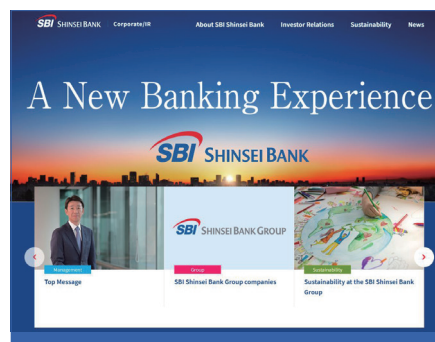 SBI SHINSEI BANK Corporate/IR About SBI Shinsei Bank Investor Relations Sustainability News
A New Banking Experience
SBI SHINSEI BANK
SBI SHINSEI BANK GROUP
Management
Top Message
Group
SBI Shinsei Bank Group companies
Sustainability
Sustainability at the SBI Shinsei Bank
Group